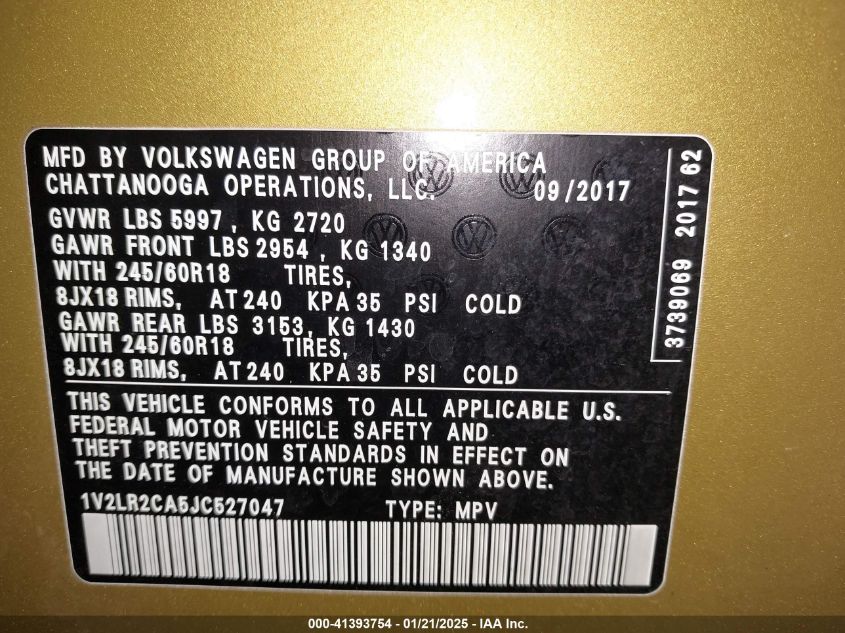 MFD BY VOLKSWAGEN GROUP OF AMERICA
CHATTANOOGA OPERATIONS, LLC. 09/2017
GVWR LBS 5997, KG 2720
GAWR FRONT LBS 2954, KG 1340
WITH 245/60R18 TIRES,
8JX18 RIMS, AT 240 KPA 35 PSI COLD
GAWR REAR LBS 3153, KG 1430
WITH 245/60R18 TIRES,
8JX18 RIMS, AT 240 KPA 35 PSI COLD
THIS VEHICLE CONFORMS TO ALL APPLICABLE U.S.
FEDERAL MOTOR VEHICLE SAFETY AND
THEFT PREVENTION STANDARDS IN EFFECT ON
THE DATE OF MANUFACTURE SHOWN ABOVE.
1V2LR2CA5JC527047 TYPE: MPV
3739069 2017 62
000-41393754 - 01/21/2025 - IAA Inc.